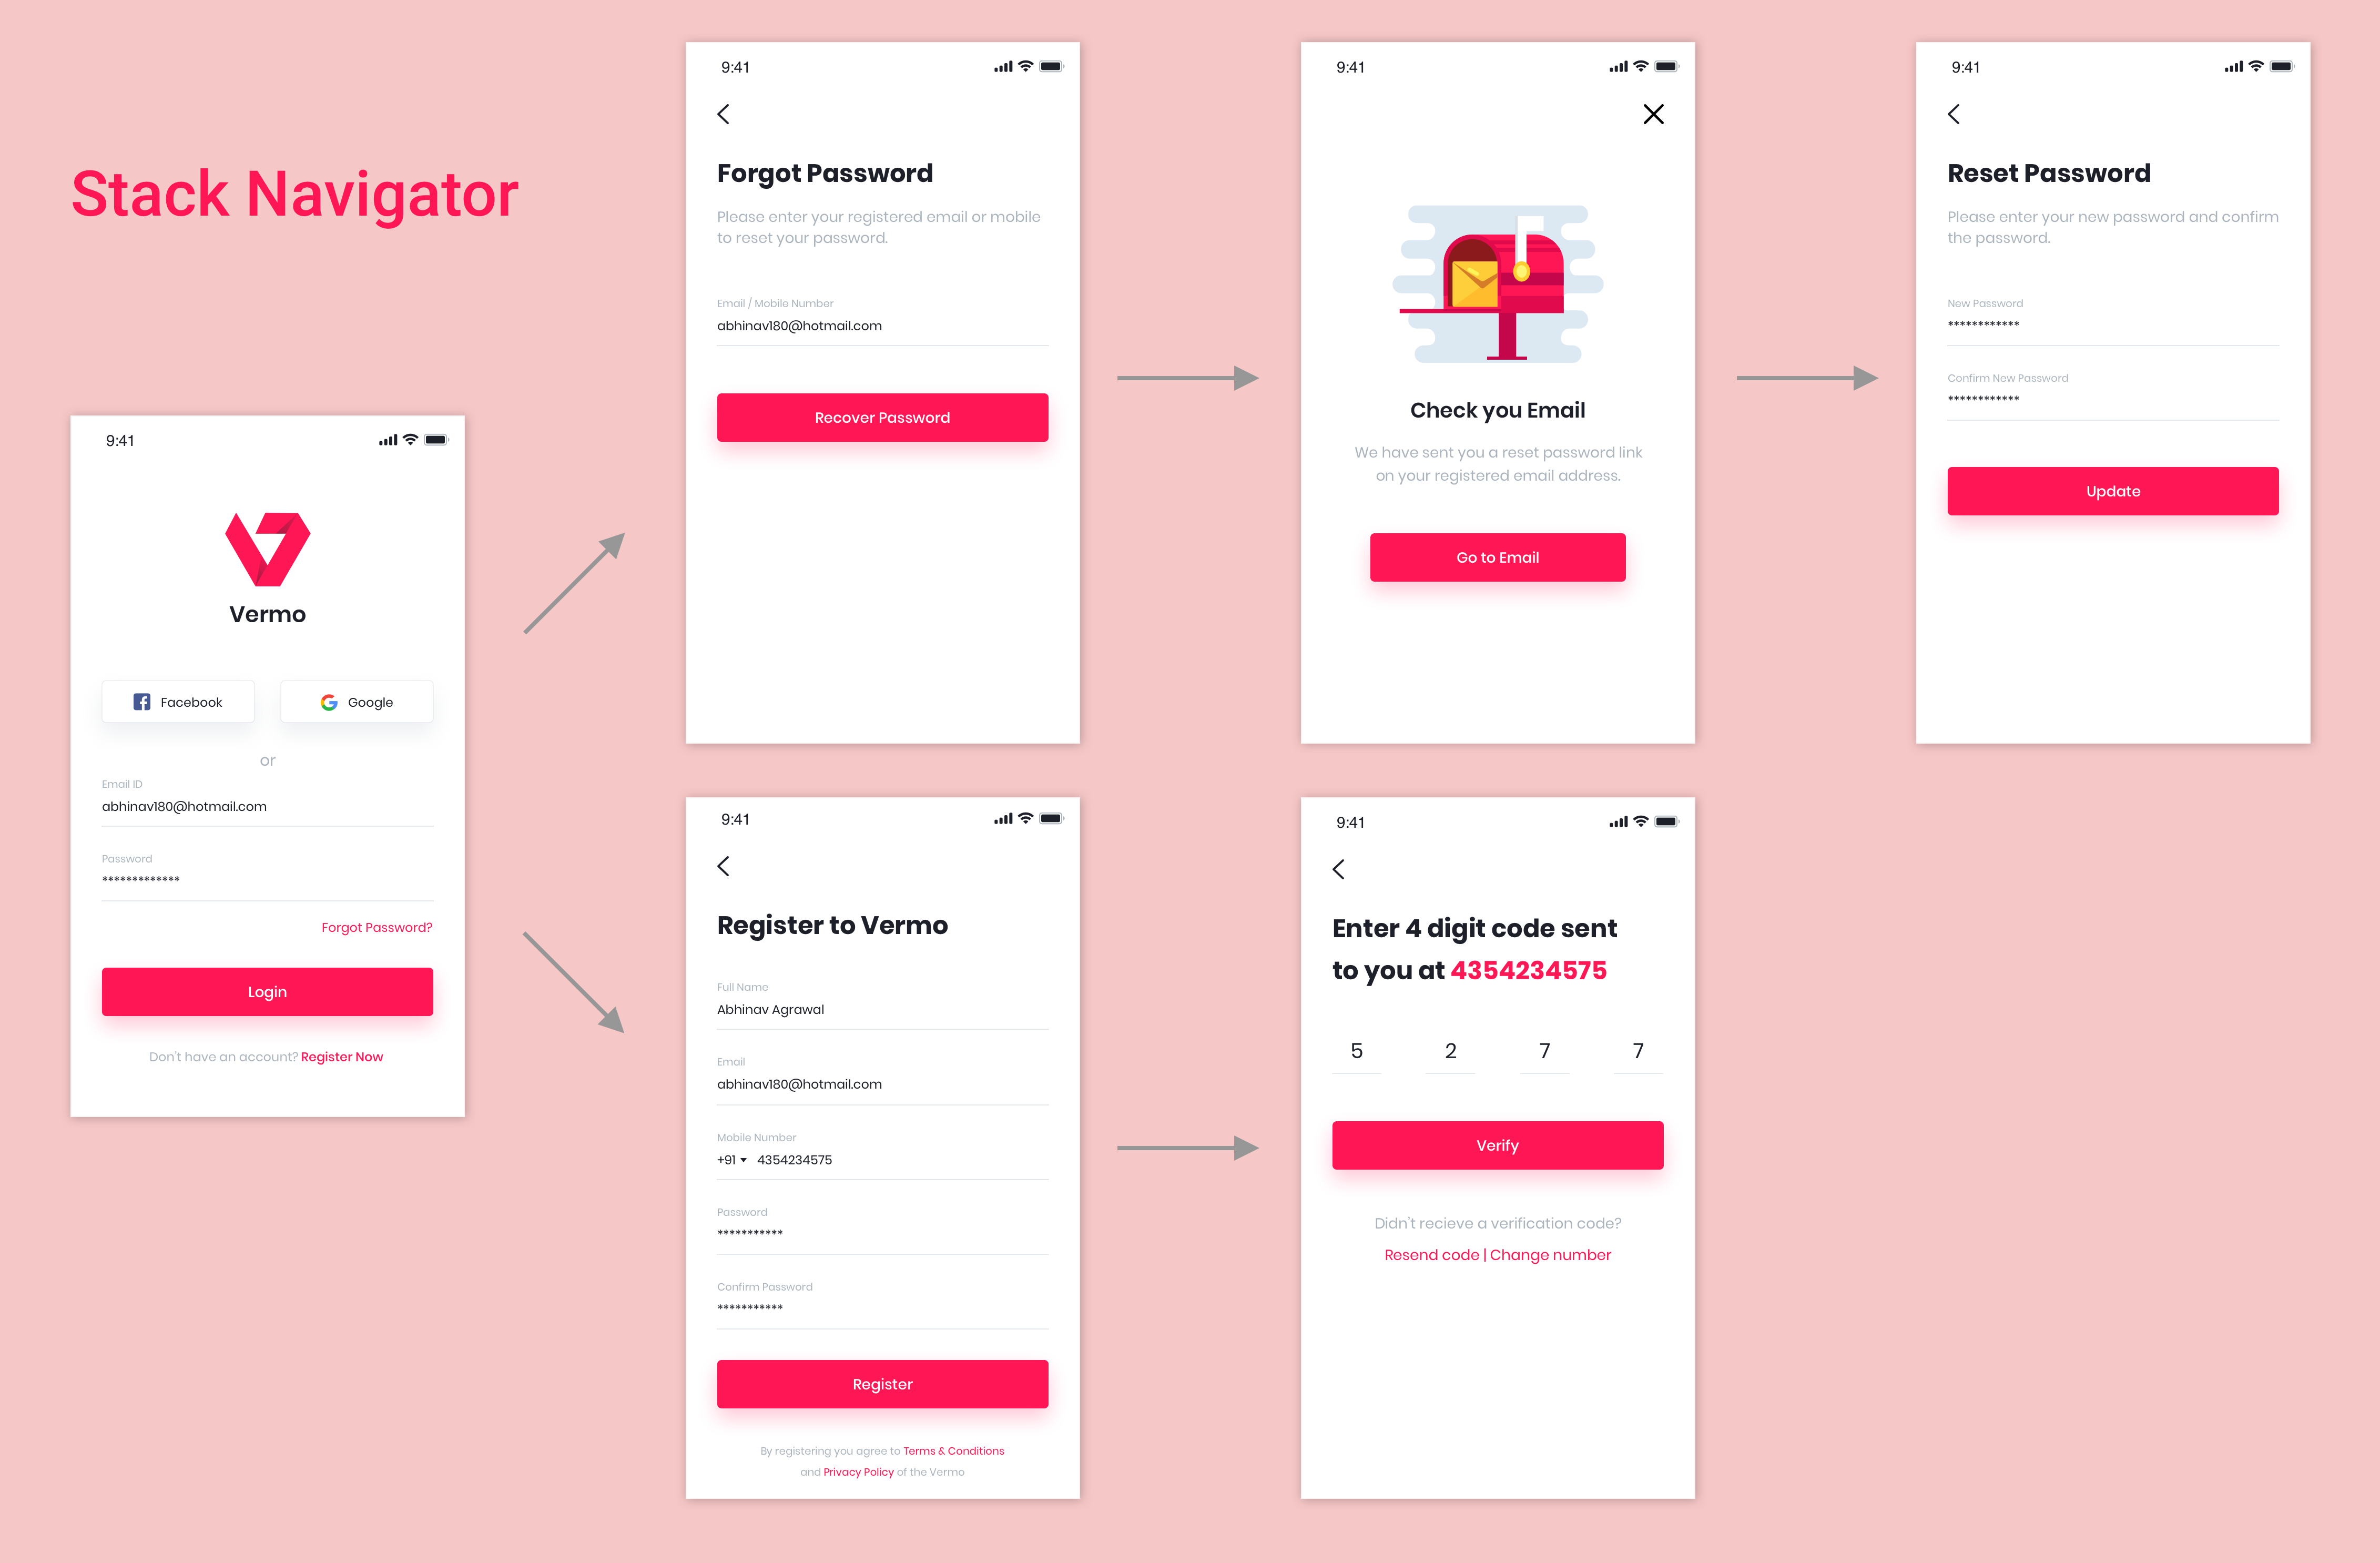 Stack Navigator
9:41
Vermo
Facebook
Google
or
Email ID
abhinav180@hotmail.com
Password
*************
Forgot Password?
Login
Don't have an account? Register Now
9:41
Forgot Password
Please enter your registered email or mobile
to reset your password.
Email / Mobile Number
abhinav180@hotmail.com
Recover Password
9:41
Check you Email
We have sent you a reset password link
on your registered email address.
Go to Email
9:41
Reset Password
Please enter your new password and confirm
the password.
New Password
************
Confirm New Password
************
Update
9:41
Register to Vermo
Full Name
Abhinav Agrawal
Email
abhinav180@hotmail.com
Mobile Number
+91 4354234575
Password
***********
Confirm Password
***********
Register
By registering you agree to Terms & Conditions
and Privacy Policy of the Vermo
9:41
Enter 4 digit code sent
to you at 4354234575
5 2 7 7
Verify
Didn't recieve a verification code?
Resend code | Change number